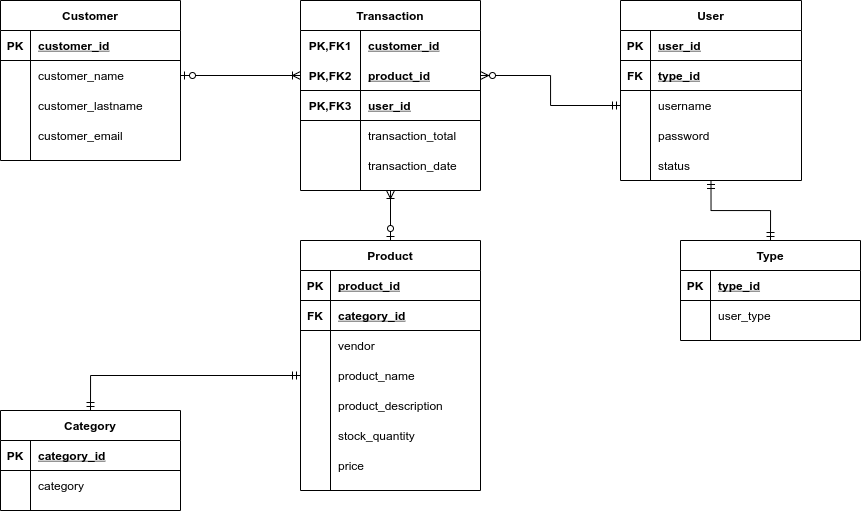 Customer
PK customer_id
customer_name
customer_lastname
customer_email
Transaction
PK,FK1 customer_id
PK,FK2 product_id
PK,FK3 user_id
transaction_total
transaction_date
User
PK user_id
FK type_id
username
password
status
Type
PK type_id
user_type
Product
PK product_id
FK category_id
vendor
product_name
product_description
stock_quantity
price
Category
PK category_id
category